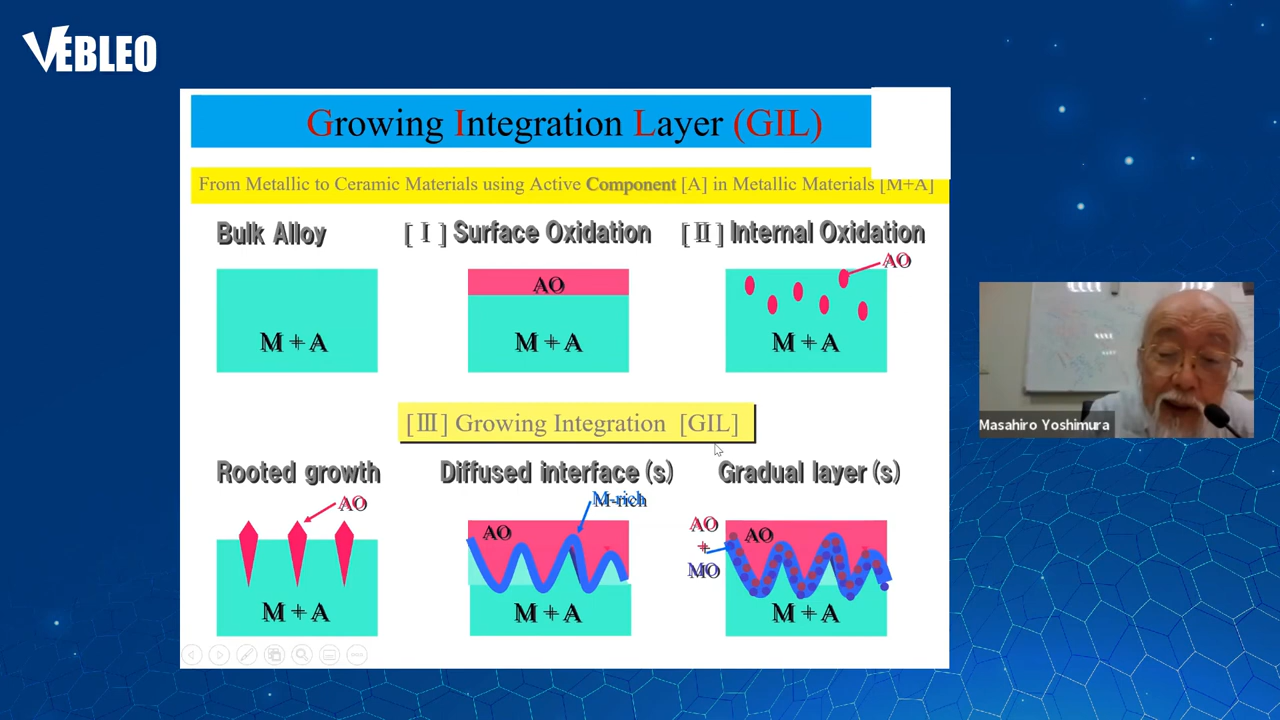 VEBLEO
Growing Integration Layer (GIL)
From Metallic to Ceramic Materials using Active Component [A] in Metallic Materials [M+A]
Bulk Alloy
[Ⅰ] Surface Oxidation
[Ⅱ] Internal Oxidation
AO
AO
M + A
M + A
M + A
Masahiro Yoshimura
[Ⅲ] Growing Integration [GIL]
Rooted growth
Diffused interface(s)
Gradual layer(s)
AO
M-rich
AO
AO
+
MO
AO
M + A
M + A
M + A